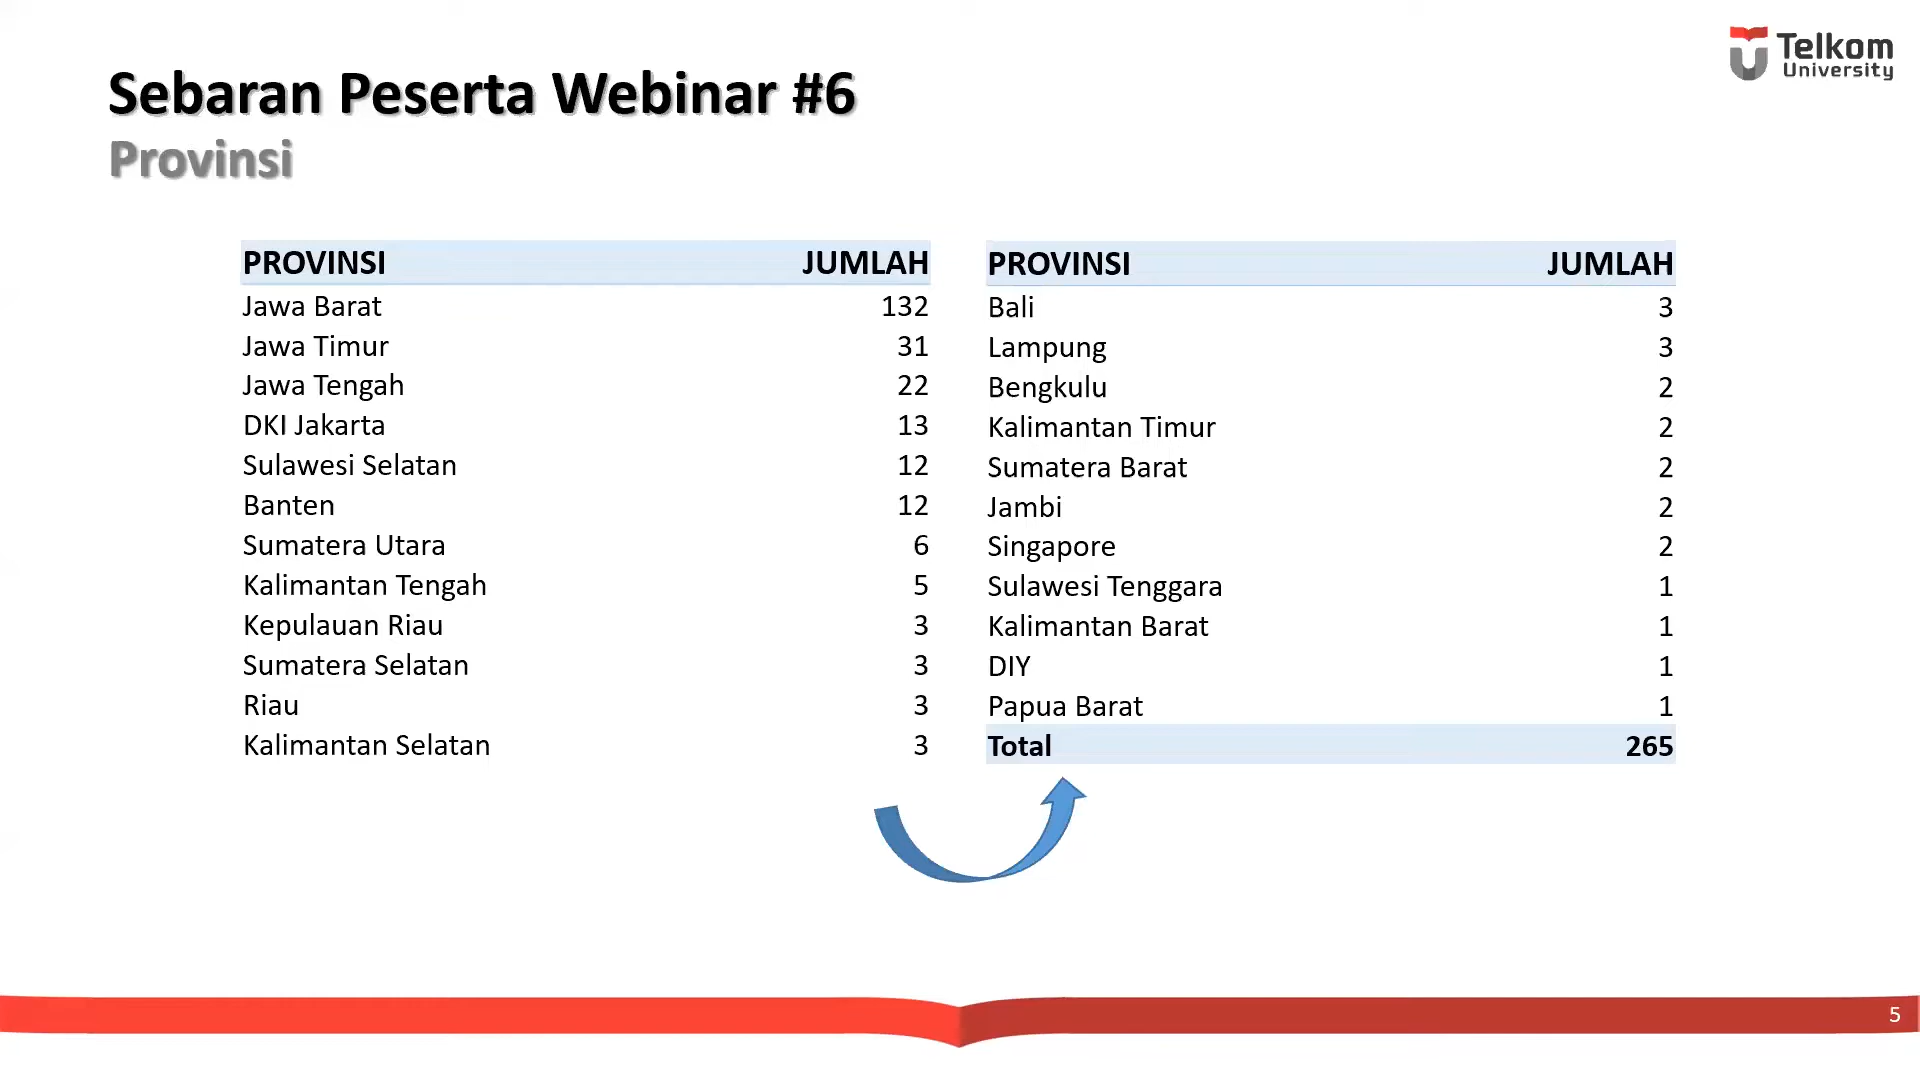 Telkom
University
Sebaran Peserta Webinar #6
Provinsi
PROVINSI JUMLAH
Jawa Barat 132
Jawa Timur 31
Jawa Tengah 22
DKI Jakarta 13
Sulawesi Selatan 12
Banten 12
Sumatera Utara 6
Kalimantan Tengah 5
Kepulauan Riau 3
Sumatera Selatan 3
Riau 3
Kalimantan Selatan 3
PROVINSI JUMLAH
Bali 3
Lampung 3
Bengkulu 2
Kalimantan Timur 2
Sumatera Barat 2
Jambi 2
Singapore 2
Sulawesi Tenggara 1
Kalimantan Barat 1
DIY 1
Papua Barat 1
Total 265
5